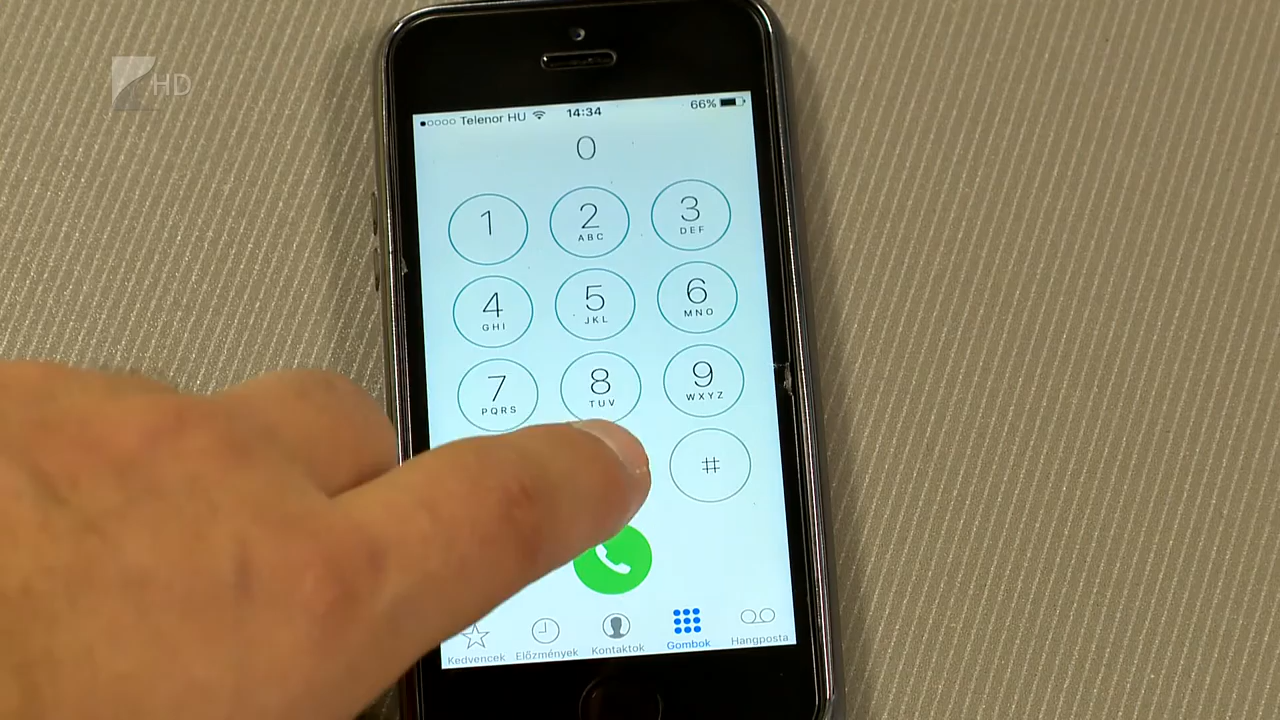 HD
Telenor HU 14:34 66%
0
1 2 3
ABC DEF
4 5 6
GHI JKL MNO
7 8 9
PQRS TUV WXYZ
#
Kedvencek Előzmények Kontaktok Gombok Hangposta